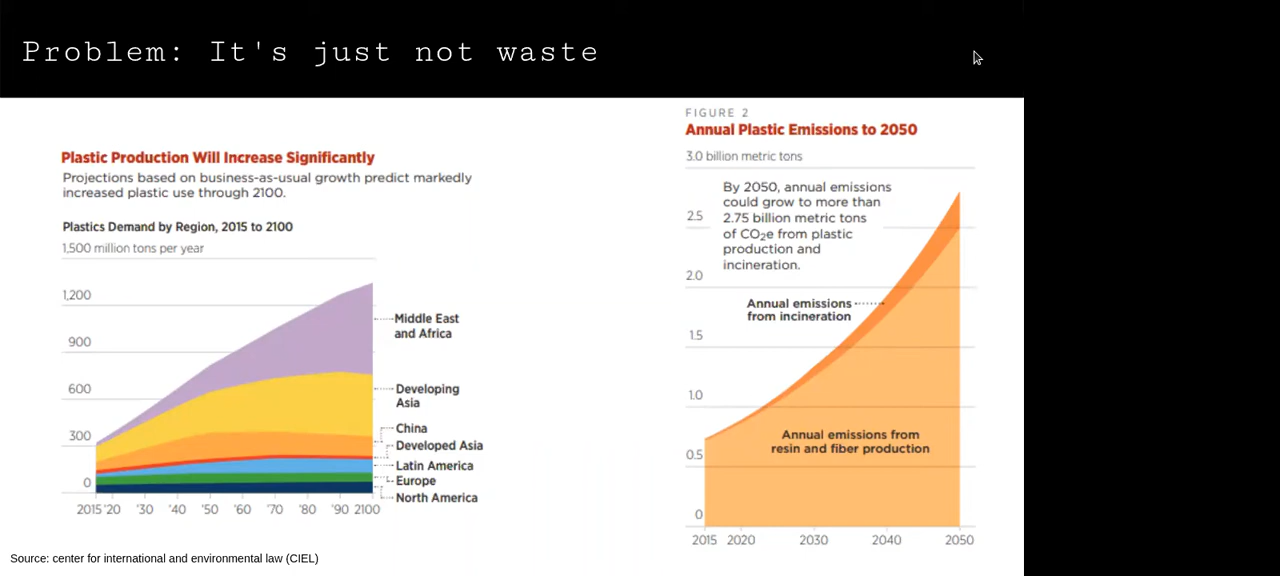 Problem: It's just not waste
Plastic Production Will Increase Significantly
Projections based on business-as-usual growth predict markedly
increased plastic use through 2100.
Plastics Demand by Region, 2015 to 2100
1,500 million tons per year
1,200
900
600
300
0
2015 '20 '30 '40 '50 '60 '70 '80 '90 2100
Middle East
and Africa
Developing
Asia
China
Developed Asia
Latin America
Europe
North America
Source: center for international and environmental law (CIEL)
FIGURE 2
Annual Plastic Emissions to 2050
3.0 billion metric tons
By 2050, annual emissions
could grow to more than
2.75 billion metric tons
of CO2e from plastic
production and
incineration.
2.5
2.0
1.5
1.0
0.5
0
Annual emissions
from incineration
Annual emissions from
resin and fiber production
2015 2020 2030 2040 2050